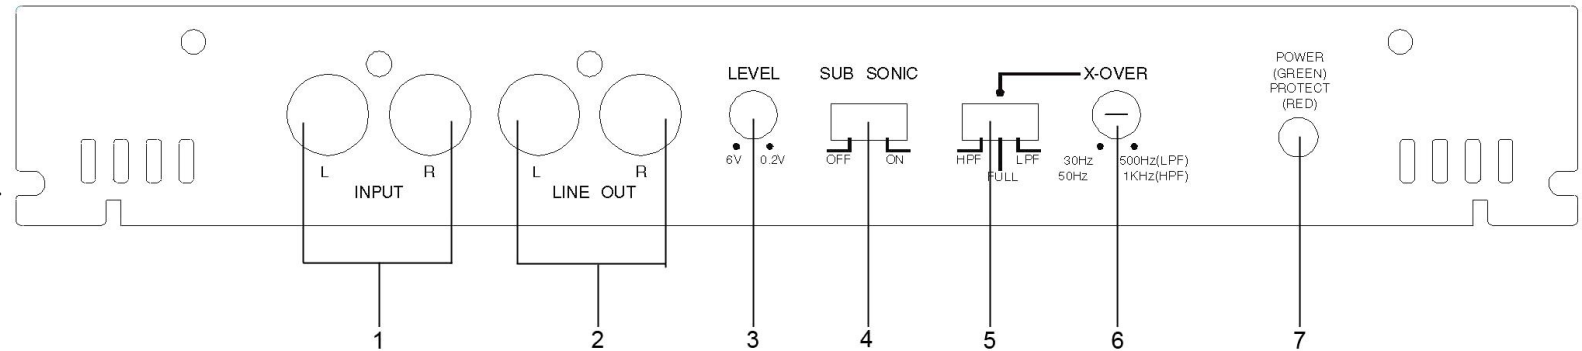 LEVEL
SUB SONIC
X-OVER
POWER
(GREEN)
PROTECT
(RED)
L R
INPUT
L R
LINE OUT
6V 0.2V
OFF ON
HPF LPF
FULL
30Hz 500Hz(LPF)
50Hz 1KHz(HPF)
1 2 3 4 5 6 7